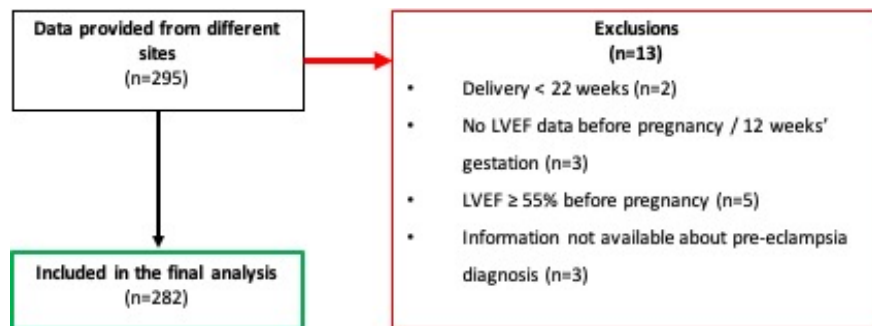 Data provided from different
sites
(n=295)
Exclusions
(n=13)
• Delivery < 22 weeks (n=2)
• No LVEF data before pregnancy / 12 weeks'
gestation (n=3)
• LVEF ≥ 55% before pregnancy (n=5)
• Information not available about pre-eclampsia
diagnosis (n=3)
Included in the final analysis
(n=282)